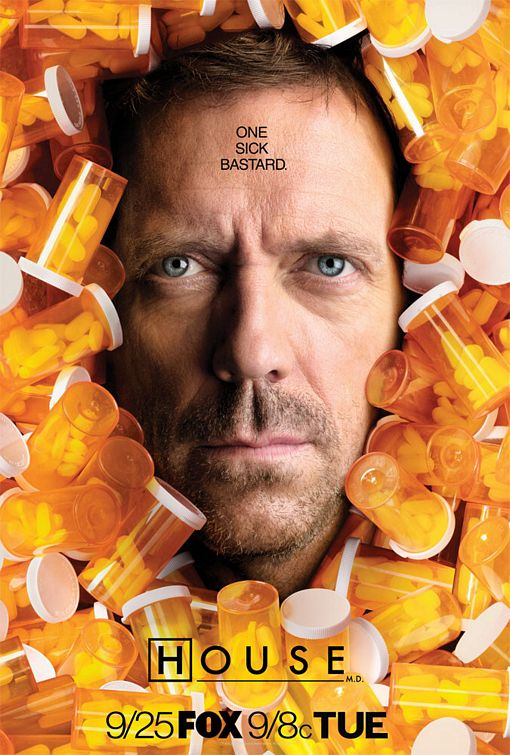 ONE
SICK
BASTARD.
HOUSE
M.D.
9/25 FOX 9/8c TUE